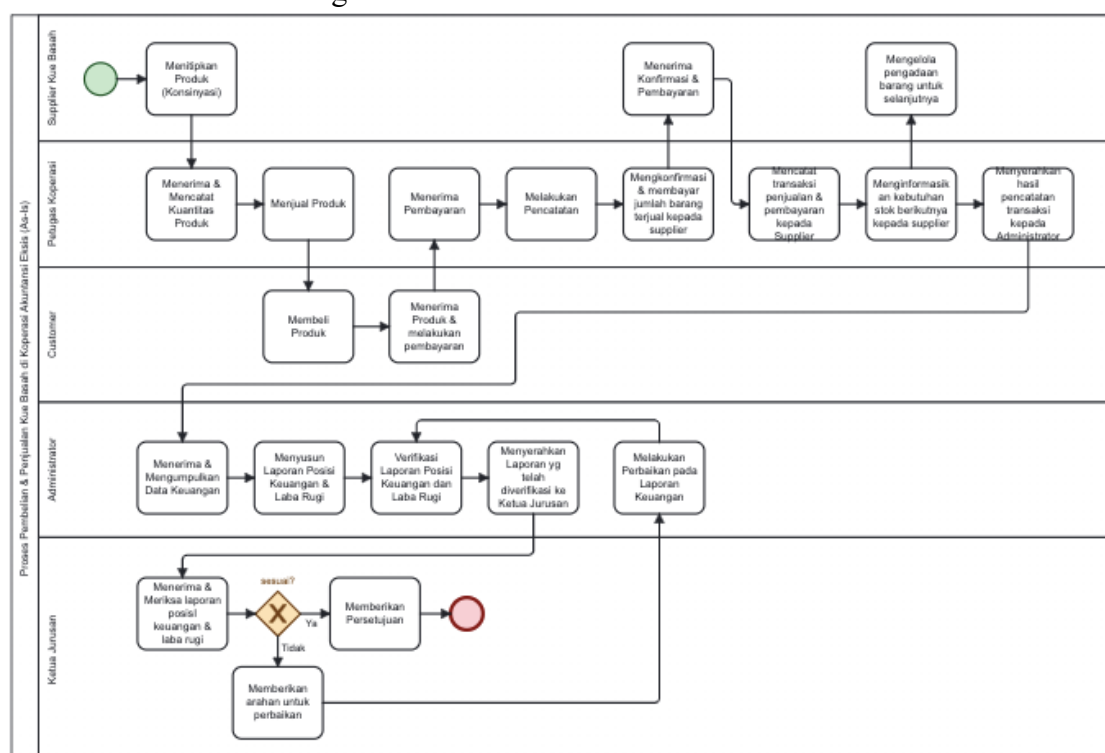 Proses Pembelian & Penjualan Kue Basah di Koperasi Akuntansi Eksis (As-Is)
Supplier Kue Basah
Menitipkan
Produk
(Konsinyasi)
Menerima
Konfirmasi &
Pembayaran
Mengelola
pengadaan
barang untuk
selanjutnya
Petugas Koperasi
Menerima &
Mencatat
Kuantitas
Produk
Menjual Produk
Menerima
Pembayaran
Melakukan
Pencatatan
Mengkonfirmasi
& membayar
jumlah barang
terjual kepada
supplier
Mencatat
transaksi
penjualan &
pembayaran
kepada
Supplier
Menginformasik
an kebutuhan
stok berikutnya
kepada supplier
Menyerahkan
hasil
pencatatan
transaksi
kepada
Administrator
Customer
Membeli
Produk
Menerima
Produk &
melakukan
pembayaran
Administrator
Menerima &
Mengumpulkan
Data Keuangan
Menyusun
Laporan Posisi
Keuangan &
Laba Rugi
Verifikasi
Laporan Posisi
Keuangan dan
Laba Rugi
Menyerahkan
Laporan yg
telah
diverifikasi ke
Ketua Jurusan
Melakukan
Perbaikan pada
Laporan
Keuangan
Ketua Jurusan
Menerima &
Meriksa laporan
posisi
keuangan &
laba rugi
sesuai?
Ya
Memberikan
Persetujuan
Tidak
Memberikan
arahan untuk
perbaikan